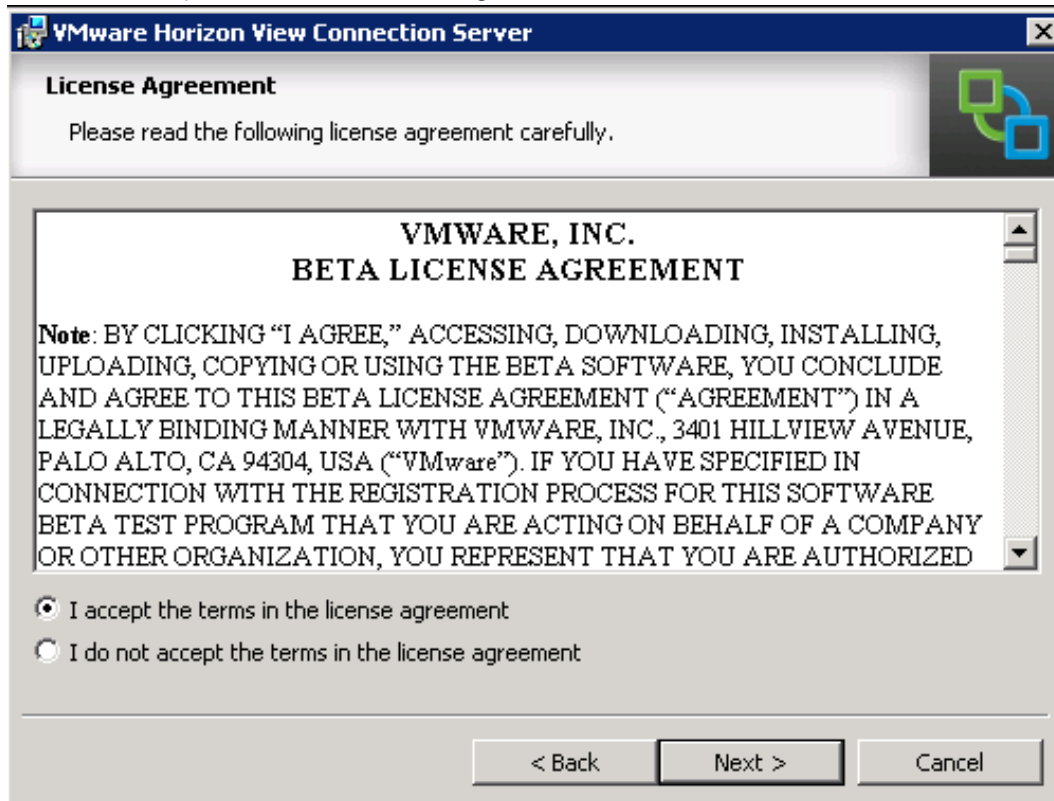 VMware Horizon View Connection Server
License Agreement
Please read the following license agreement carefully.
VMWARE, INC.
BETA LICENSE AGREEMENT
Note: BY CLICKING “I AGREE,” ACCESSING, DOWNLOADING, INSTALLING,
UPLOADING, COPYING OR USING THE BETA SOFTWARE, YOU CONCLUDE
AND AGREE TO THIS BETA LICENSE AGREEMENT (“AGREEMENT”) IN A
LEGALLY BINDING MANNER WITH VMWARE, INC., 3401 HILLVIEW AVENUE,
PALO ALTO, CA 94304, USA (“VMware”). IF YOU HAVE SPECIFIED IN
CONNECTION WITH THE REGISTRATION PROCESS FOR THIS SOFTWARE
BETA TEST PROGRAM THAT YOU ARE ACTING ON BEHALF OF A COMPANY
OR OTHER ORGANIZATION, YOU REPRESENT THAT YOU ARE AUTHORIZED
I accept the terms in the license agreement
I do not accept the terms in the license agreement
< Back
Next >
Cancel